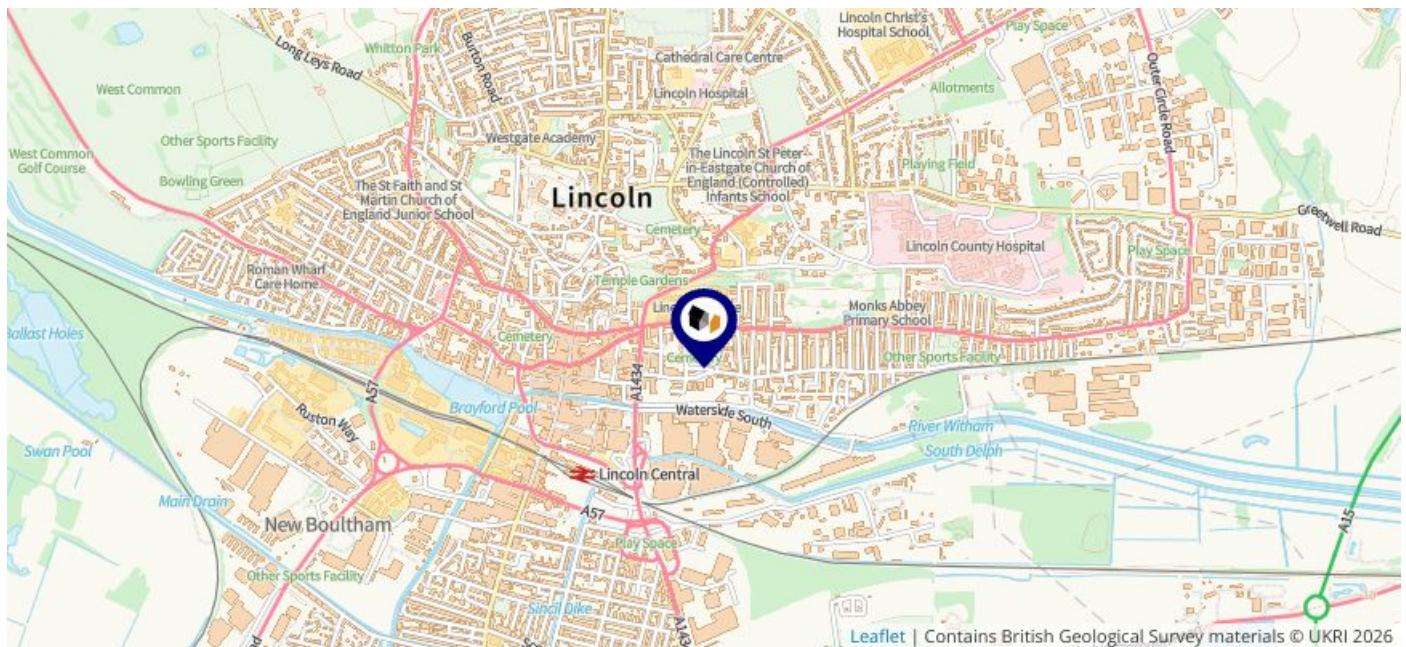 Lincoln Christ's
Hospital School
Play Space
Whitton Park
Long Leys Road
Burton Road
Cathedral Care Centre
Outer Circle Road
West Common
Lincoln Hospital
Allotments
20
Other Sports Facility
Westgate Academy
West Common
Golf Course
The Lincoln St Peter
-in-Eastgate Church of
England (Controlled)
Infants School
Playing Field
Bowling Green
The St Faith and St
Martin Church of
England Junior School
Lincoln
Greetwell Road
Cemetery
Lincoln County Hospital
Play Space
Roman Wharf
Care Home
Temple Gardens
40
Monks Abbey
Primary School
Ballast Holes
Cemetery
Cemetery
Other Sports Facility
A57
A1434
Brayford Pool
Waterside South
Ruston Way
River Witham
South Delph
Swan Pool
Lincoln Central
Main Drain
A57
A15
New Boultham
Play Space
Other Sports Facility
Sincil Dike
Leaflet | Contains British Geological Survey materials © UKRI 2026